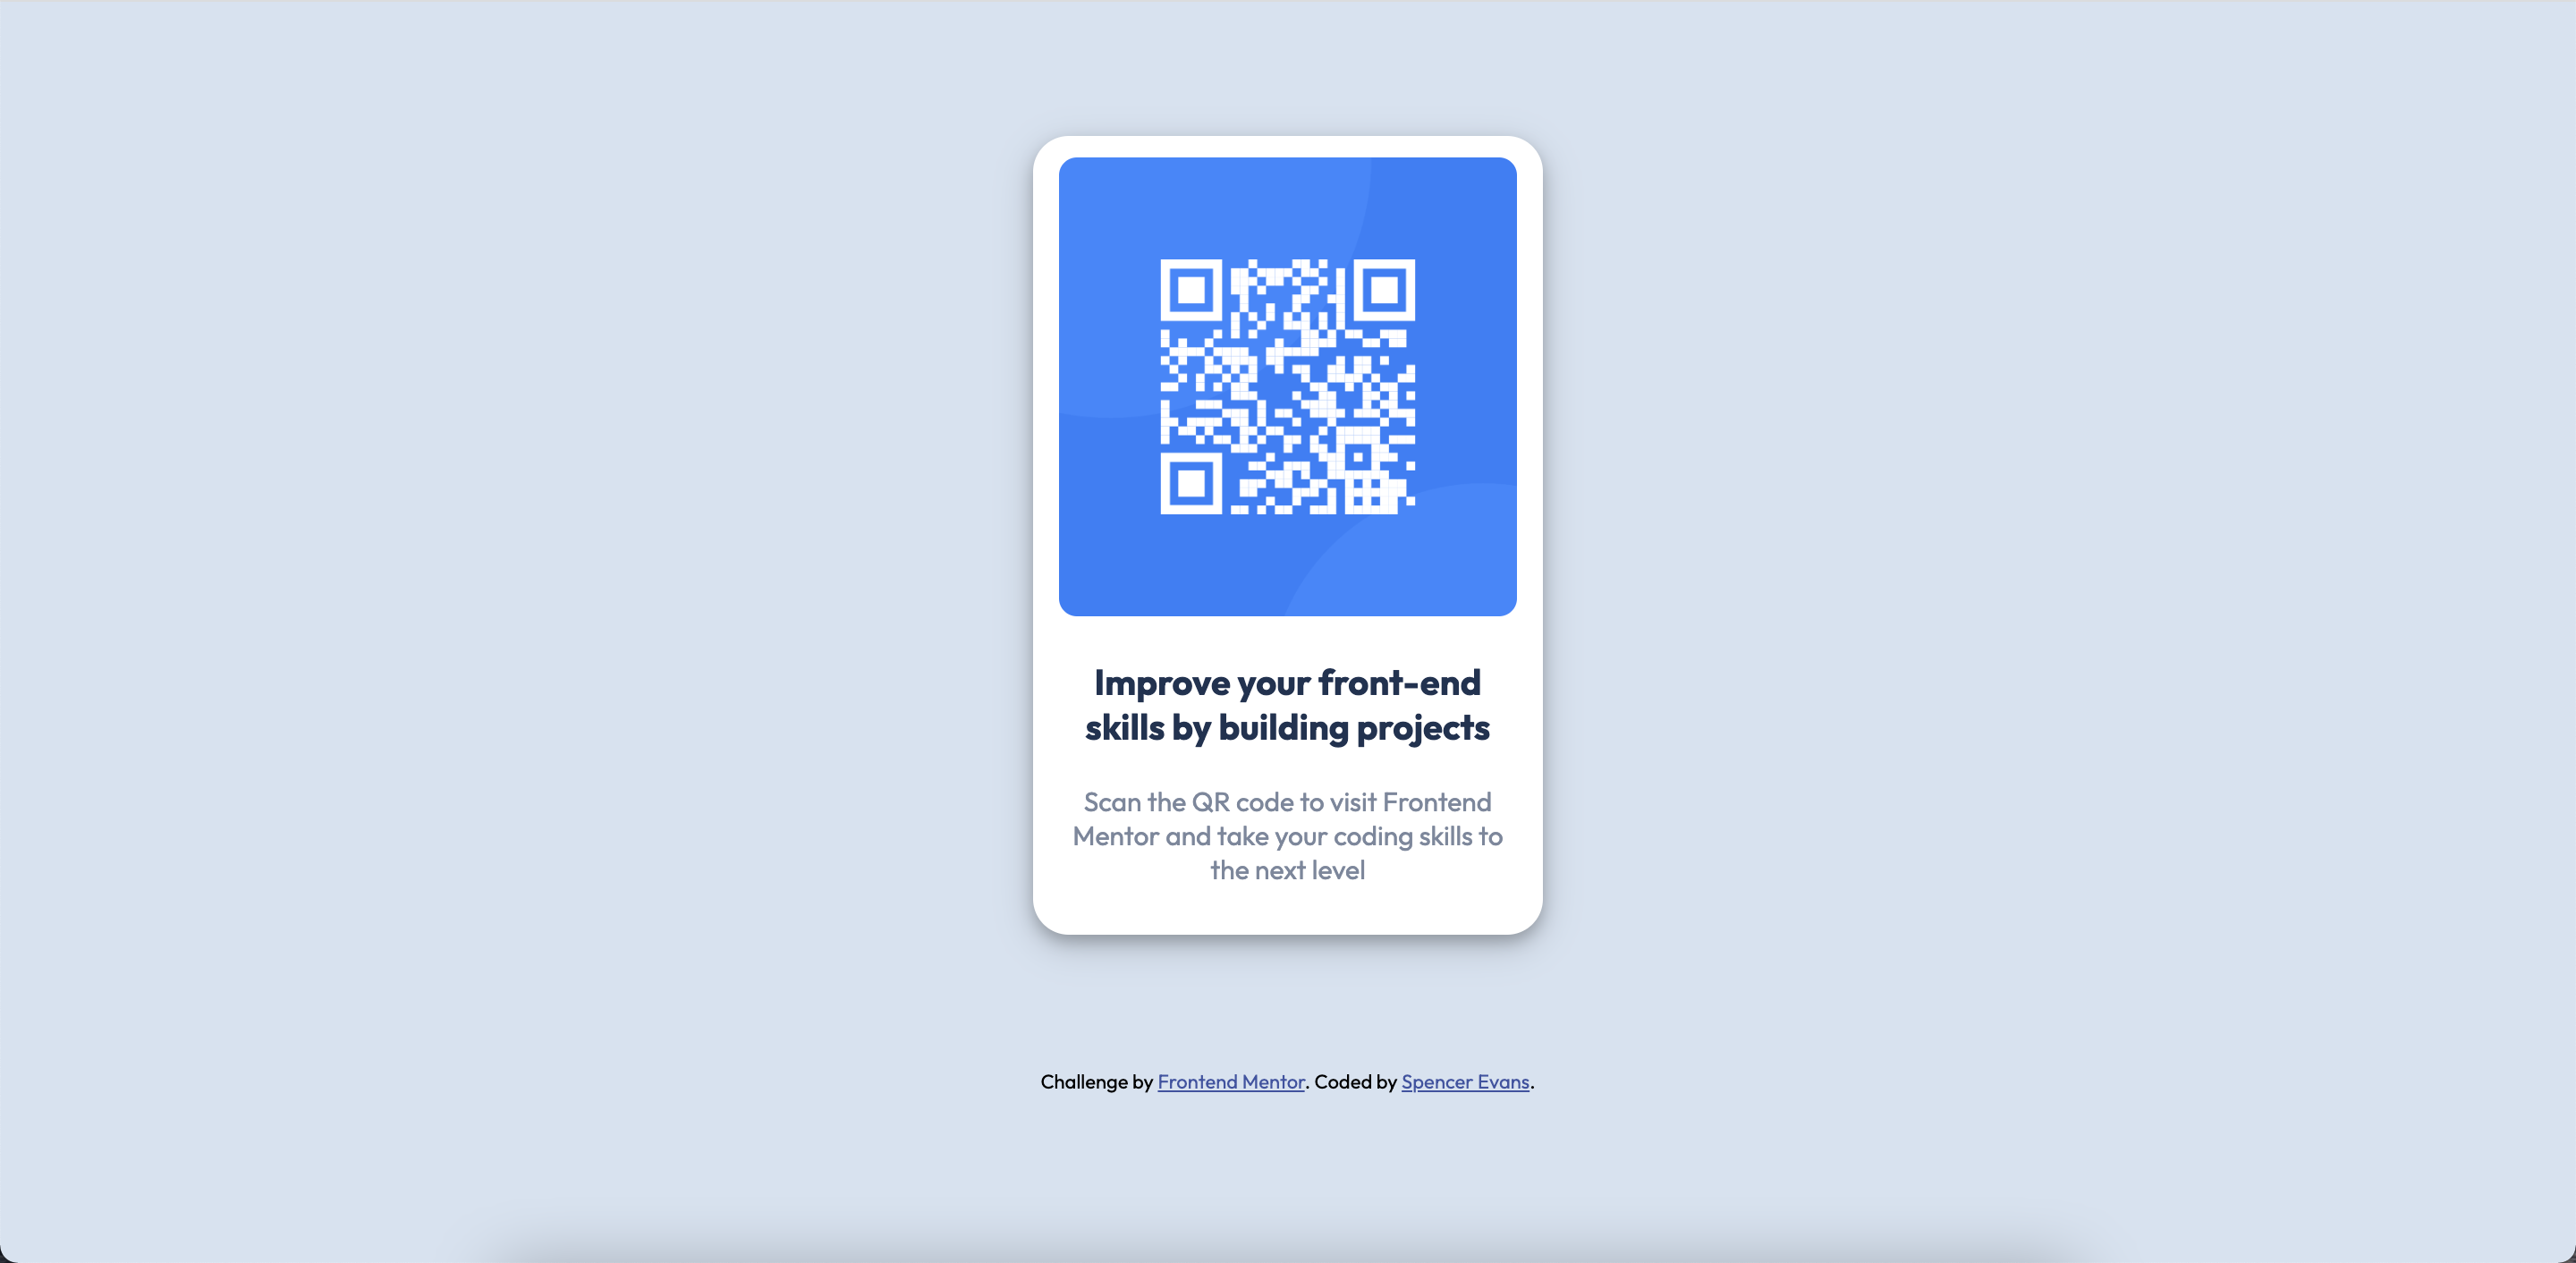 Improve your front-end
skills by building projects
Scan the QR code to visit Frontend
Mentor and take your coding skills to
the next level
Challenge by Frontend Mentor. Coded by Spencer Evans.